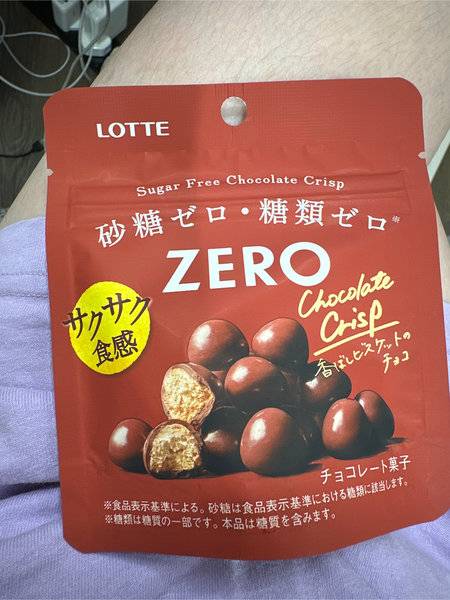 LOTTE
Sugar Free Chocolate Crisp
砂糖ゼロ・糖類ゼロ※
ZERO
サクサク
食感
Chocolate
Crisp
香ばしビスケットの
チョコ
チョコレート菓子
※食品表示基準による。砂糖は食品表示基準における糖類に該当します。
※糖類は糖質の一部です。本品は糖質を含みます。